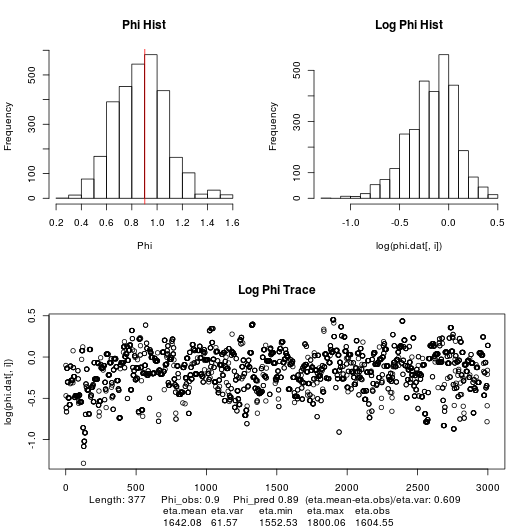 Phi Hist
Log Phi Hist
Frequency
0 100 300 500
0.2 0.4 0.6 0.8 1.0 1.2 1.4 1.6
Phi
Frequency
0 100 300 500
-1.0 -0.5 0.0 0.5
log(phi.dat[, i])
Log Phi Trace
log(phi.dat[, i])
-1.0 -0.5 0.0 0.5
0 500 1000 1500 2000 2500 3000
Length: 377 Phi_obs: 0.9 Phi_pred 0.89 (eta.mean-eta.obs)/eta.var: 0.609
eta.mean eta.var eta.min eta.max eta.obs
1642.08 61.57 1552.53 1800.06 1604.55